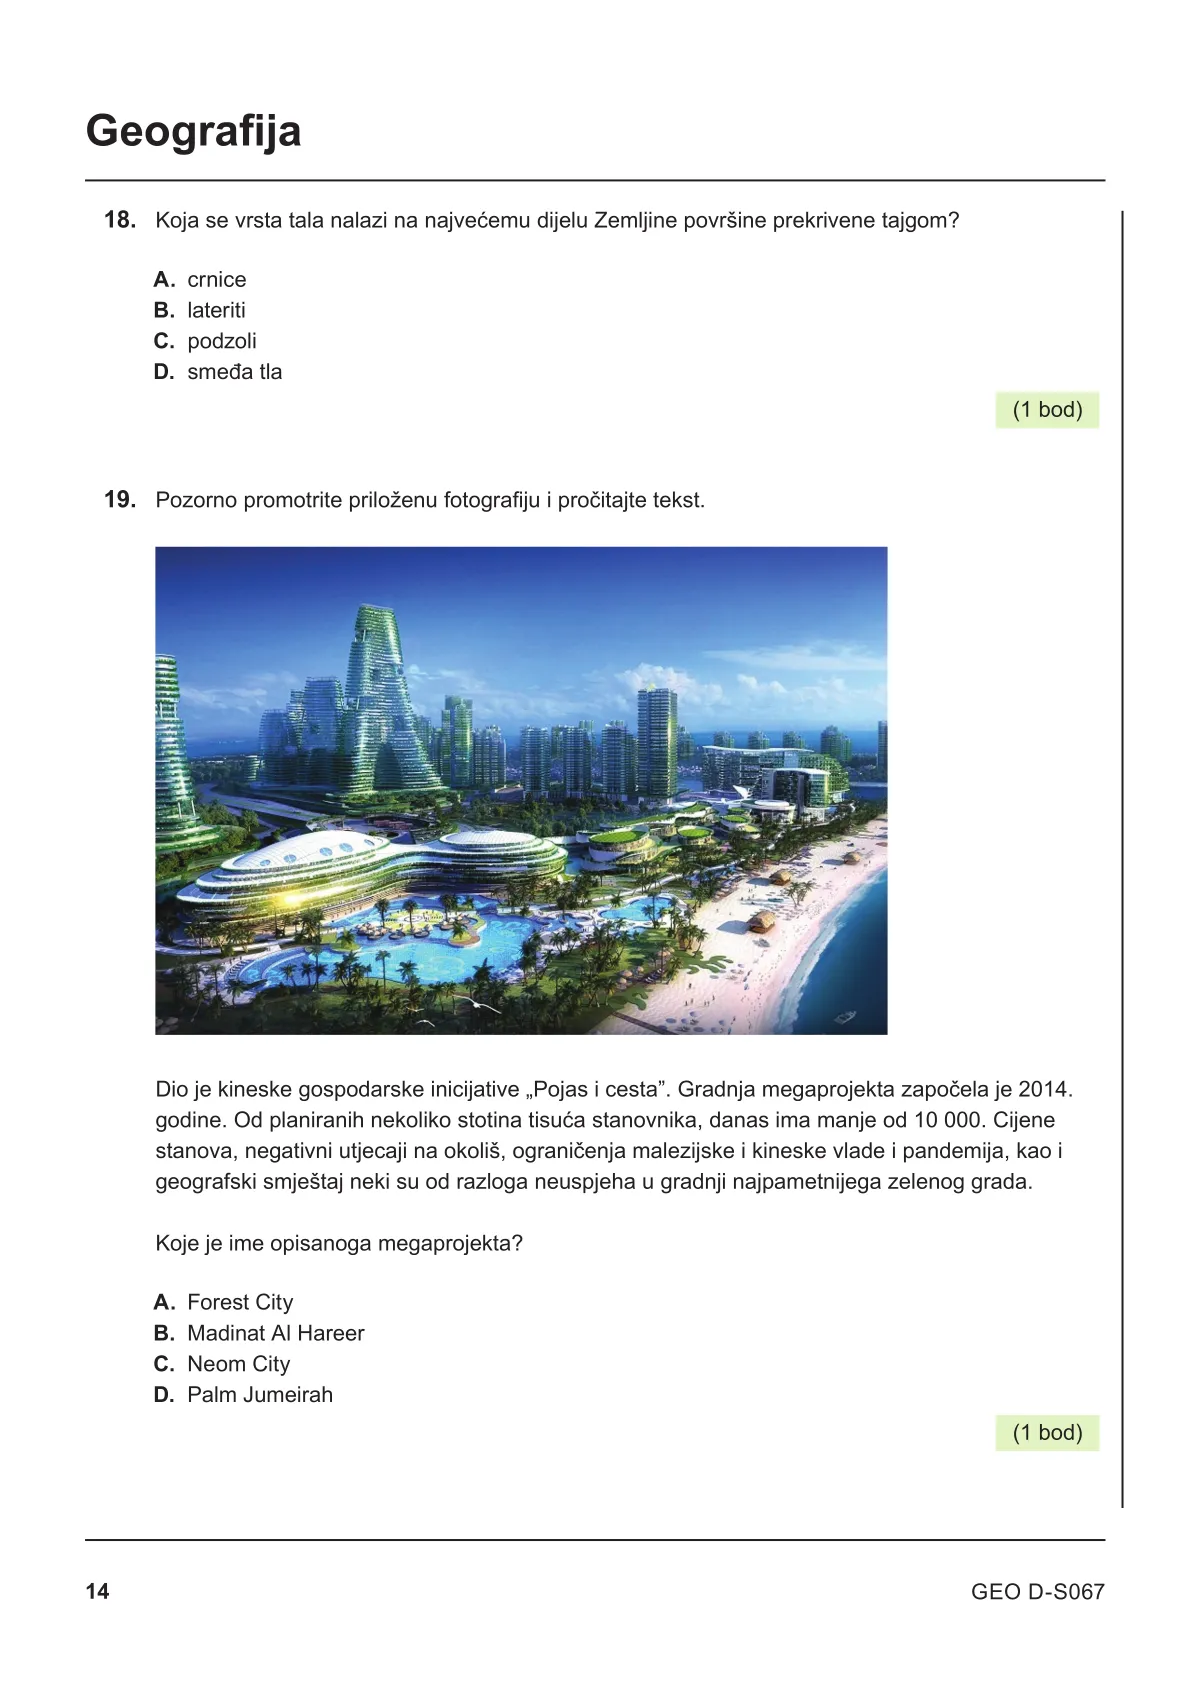 Geografija
18. Koja se vrsta tala nalazi na najvećemu dijelu Zemljine površine prekrivene tajgom?
A. crnice
B. lateriti
C. podzoli
D. smeđa tla
(1 bod)
19. Pozorno promotrite priloženu fotografiju i pročitajte tekst.
Dio je kineske gospodarske inicijative „Pojas i cesta”. Gradnja megaprojekta započela je 2014.
godine. Od planiranih nekoliko stotina tisuća stanovnika, danas ima manje od 10 000. Cijene
stanova, negativni utjecaji na okoliš, ograničenja malezijske i kineske vlade i pandemija, kao i
geografski smještaj neki su od razloga neuspjeha u gradnji najpametnijega zelenog grada.
Koje je ime opisanoga megaprojekta?
A. Forest City
B. Madinat Al Hareer
C. Neom City
D. Palm Jumeirah
(1 bod)
14
GEO D-S067